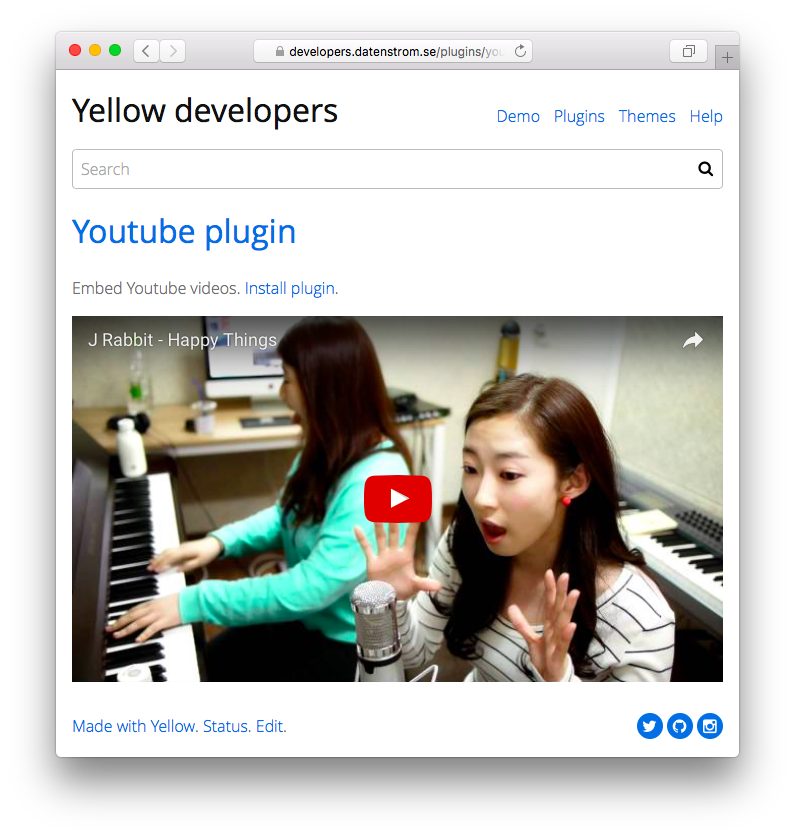 developers.datenstrom.se/plugins/you
Yellow developers
Demo Plugins Themes Help
Search
Youtube plugin
Embed Youtube videos. Install plugin.
J Rabbit - Happy Things
Made with Yellow. Status. Edit.